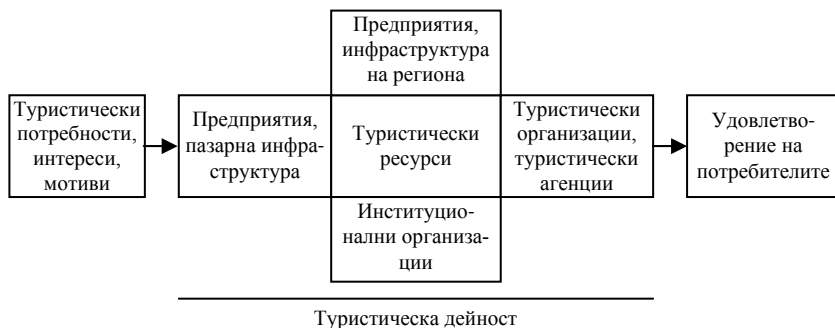 Предприятия,
инфраструктура
на региона
Туристически
потребности,
интереси,
мотиви
Предприятия,
пазарна инфра-
структура
Туристически
ресурси
Туристически
организации,
туристически
агенции
Удовлетво-
рение на
потребителите
Институцио-
нални организа-
ции
Туристическа дейност